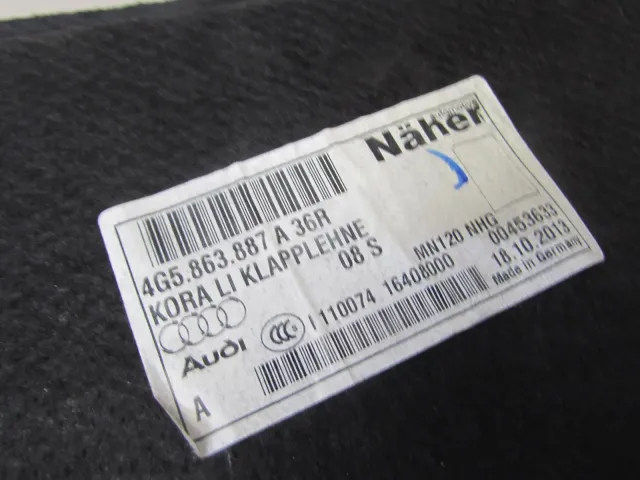 Näher
4G5.863.887 A 36R
KORA LI KLAPPLEHNE
08 S
MN120 NHG
00453633
18.10.2013
Made in Germany
Audi
CCC
I 110074 16408000
A